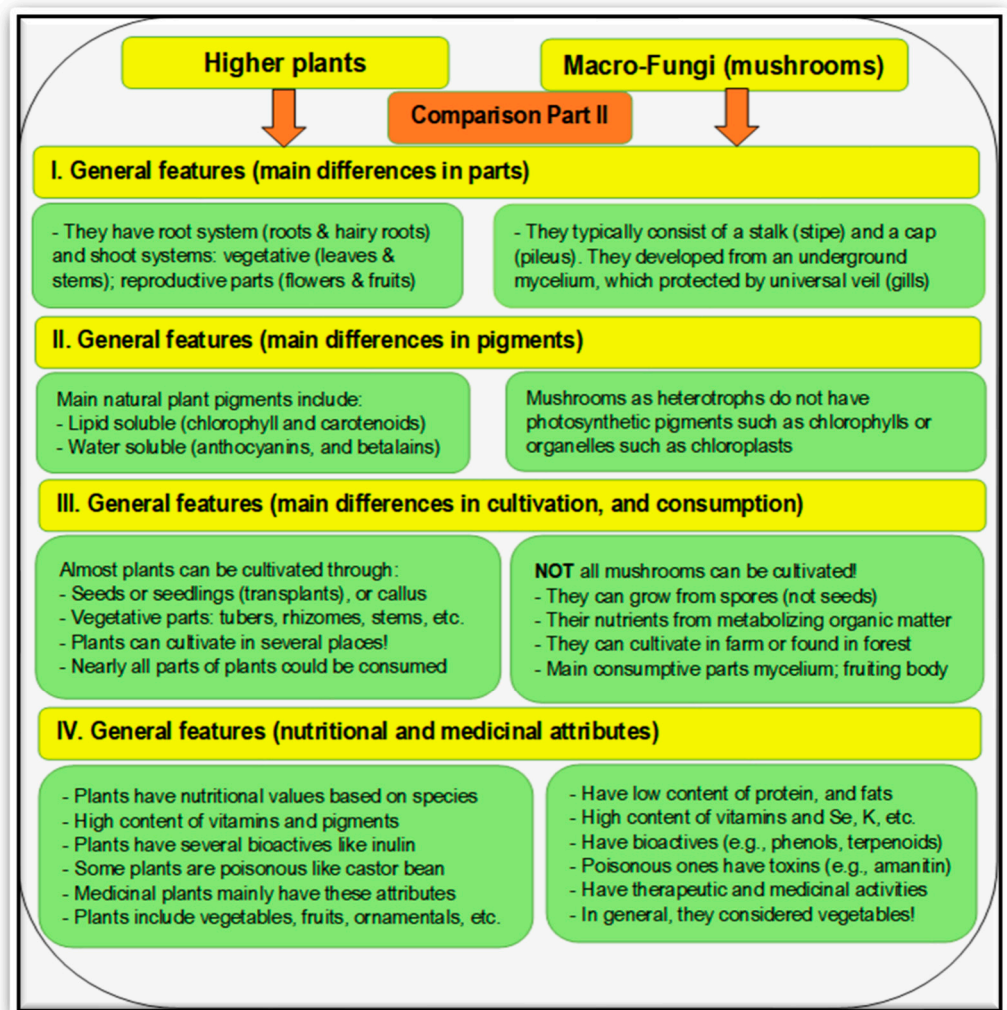 Higher plants
Macro-Fungi (mushrooms)
Comparison Part II
I. General features (main differences in parts)
- They have root system (roots & hairy roots)
and shoot systems: vegetative (leaves &
stems); reproductive parts (flowers & fruits)
- They typically consist of a stalk (stipe) and a cap
(pileus). They developed from an underground
mycelium, which protected by universal veil (gills)
II. General features (main differences in pigments)
Main natural plant pigments include:
- Lipid soluble (chlorophyll and carotenoids)
- Water soluble (anthocyanins, and betalains)
Mushrooms as heterotrophs do not have
photosynthetic pigments such as chlorophylls or
organelles such as chloroplasts
III. General features (main differences in cultivation, and consumption)
Almost plants can be cultivated through:
- Seeds or seedlings (transplants), or callus
- Vegetative parts: tubers, rhizomes, stems, etc.
- Plants can cultivate in several places!
- Nearly all parts of plants could be consumed
NOT all mushrooms can be cultivated!
- They can grow from spores (not seeds)
- Their nutrients from metabolizing organic matter
- They can cultivate in farm or found in forest
- Main consumptive parts mycelium; fruiting body
IV. General features (nutritional and medicinal attributes)
- Plants have nutritional values based on species
- High content of vitamins and pigments
- Plants have several bioactives like inulin
- Some plants are poisonous like castor bean
- Medicinal plants mainly have these attributes
- Plants include vegetables, fruits, ornamentals, etc.
- Have low content of protein, and fats
- High content of vitamins and Se, K, etc.
- Have bioactives (e.g., phenols, terpenoids)
- Poisonous ones have toxins (e.g., amanitin)
- Have therapeutic and medicinal activities
- In general, they considered vegetables!